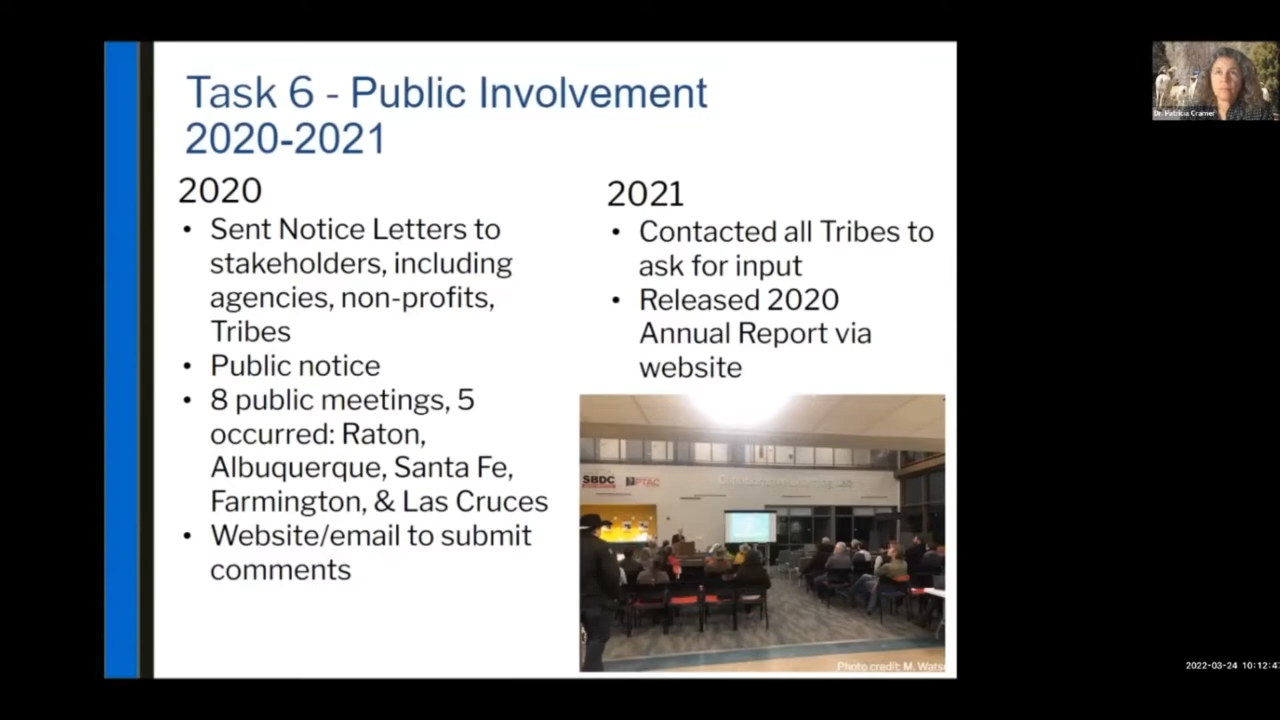 Task 6 - Public Involvement
2020-2021
2020
• Sent Notice Letters to
stakeholders, including
agencies, non-profits,
Tribes
• Public notice
• 8 public meetings, 5
occurred: Raton,
Albuquerque, Santa Fe,
Farmington, & Las Cruces
• Website/email to submit
comments
2021
• Contacted all Tribes to
ask for input
• Released 2020
Annual Report via
website
SBDC
PTAC
Photo credit: M. Wats
Dr. Patricia Cramer
2022-03-24 10:12:47